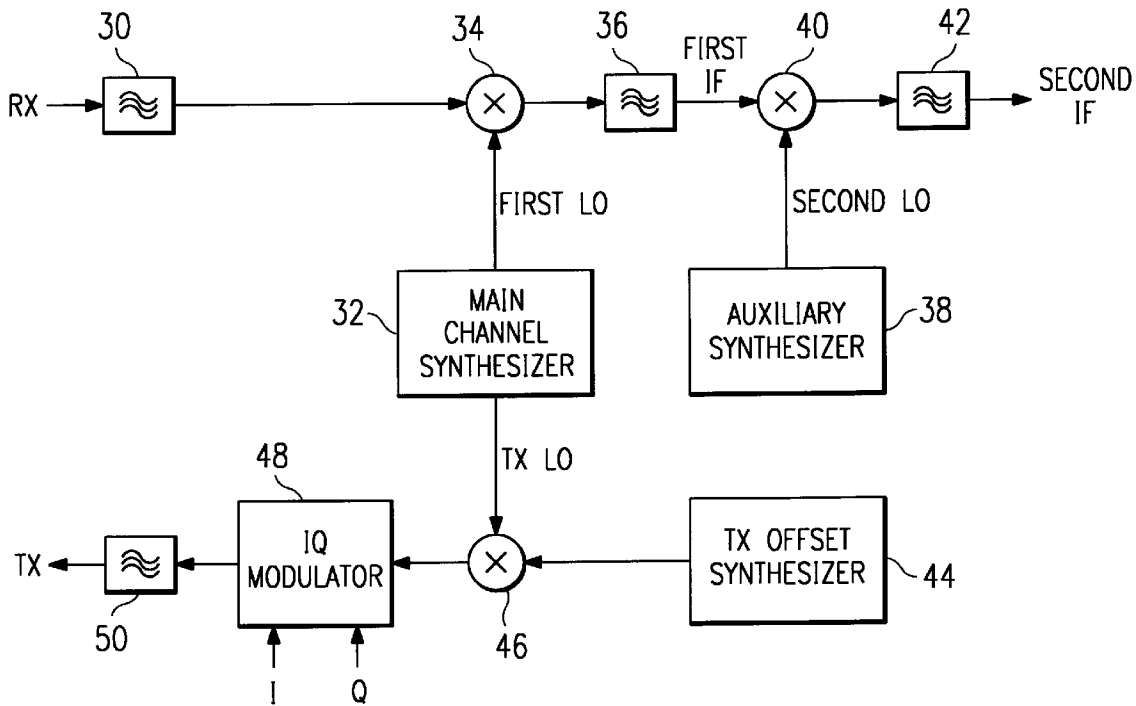 30
34
36
FIRST
IF
40
42
RX
SECOND
IF
FIRST LO
SECOND LO
32
MAIN
CHANNEL
SYNTHESIZER
AUXILIARY
SYNTHESIZER
38
TX LO
48
TX
IQ
MODULATOR
TX OFFSET
SYNTHESIZER
44
50
46
I
Q